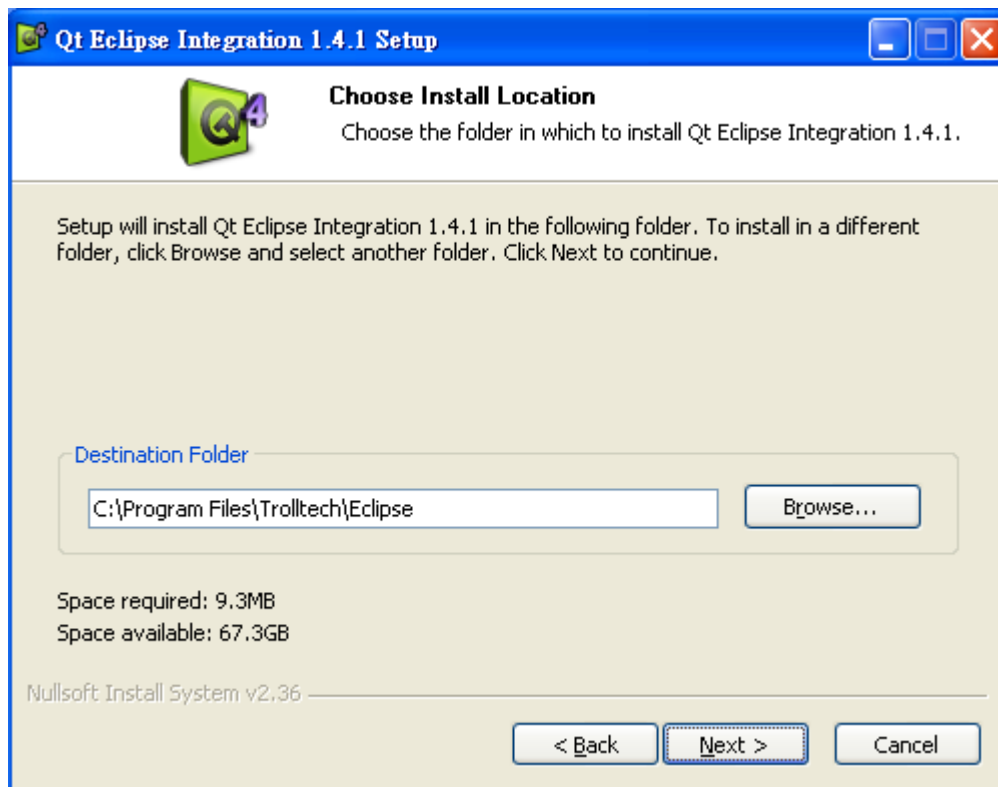 Qt Eclipse Integration 1.4.1 Setup
4
Choose Install Location
Choose the folder in which to install Qt Eclipse Integration 1.4.1.
Setup will install Qt Eclipse Integration 1.4.1 in the following folder. To install in a different
folder, click Browse and select another folder. Click Next to continue.
Destination Folder
C:\Program Files\Trolltech\Eclipse
Browse...
Space required: 9.3MB
Space available: 67.3GB
Nullsoft Install System v2.36
< Back
Next >
Cancel